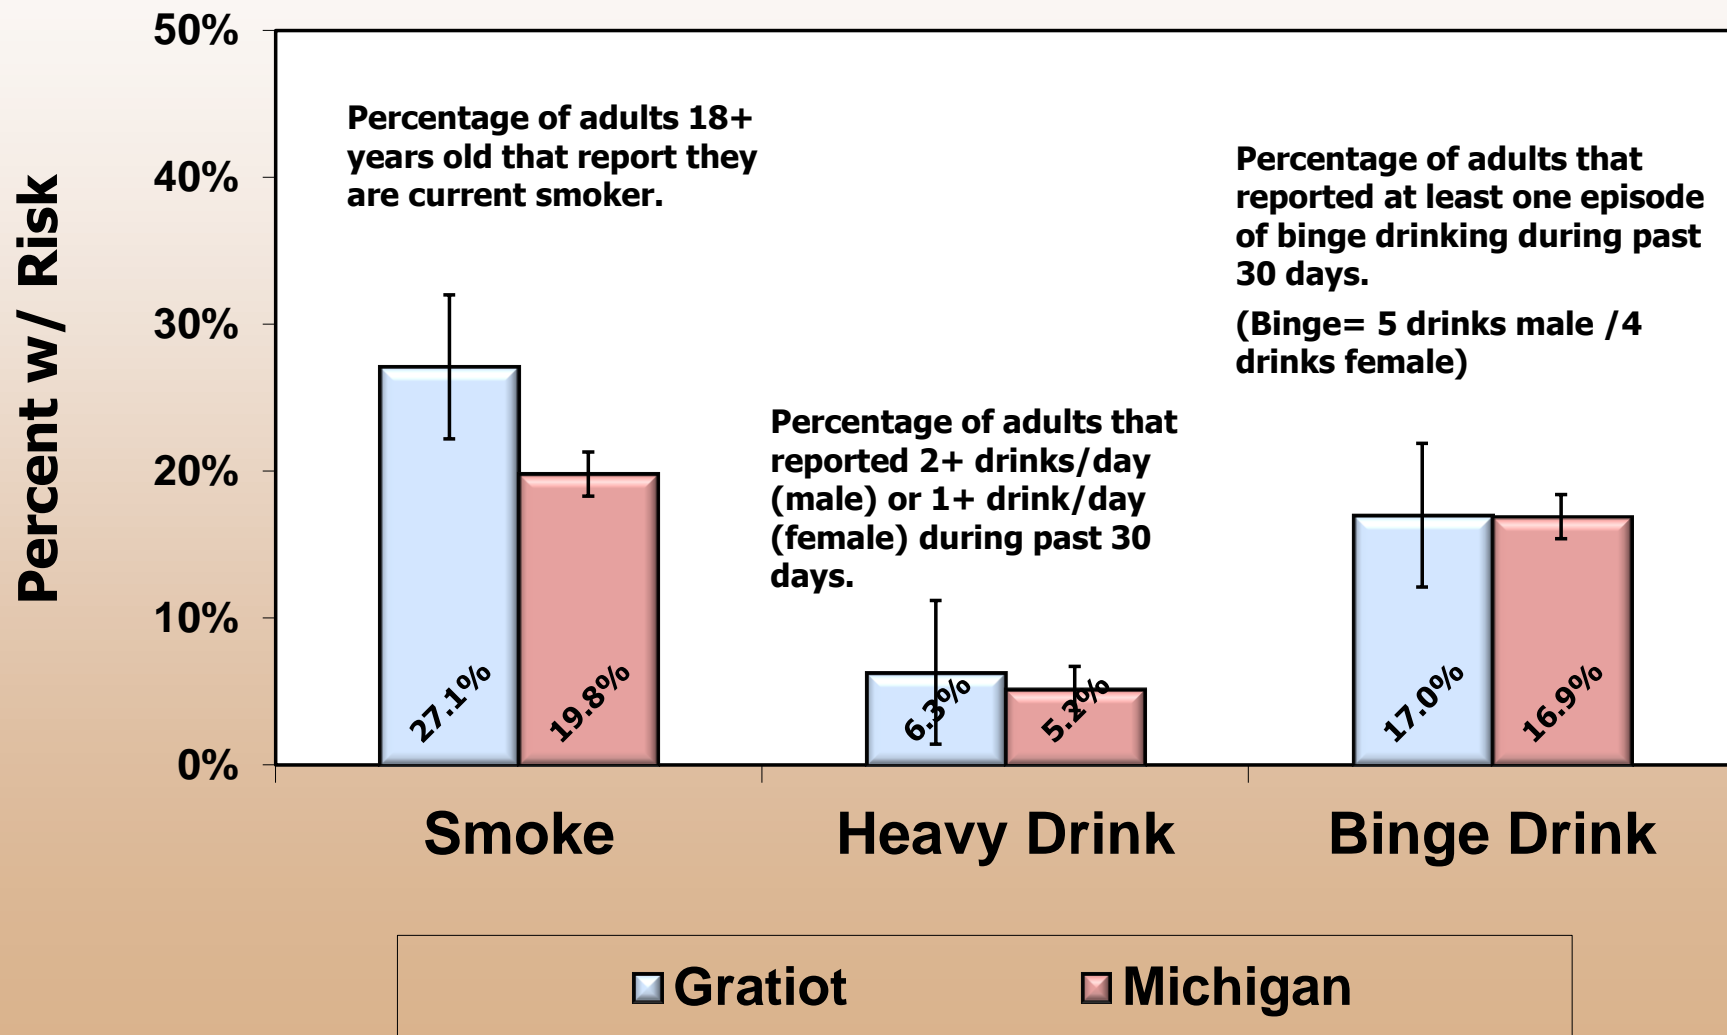 50%
40%
30%
20%
10%
0%
Percent w/ Risk
Percentage of adults 18+
years old that report they
are current smoker.
Percentage of adults that
reported 2+ drinks/day
(male) or 1+ drink/day
(female) during past 30
days.
Percentage of adults that
reported at least one episode
of binge drinking during past
30 days.
(Binge= 5 drinks male /4
drinks female)
27.1%
19.8%
6.3%
5.2%
17.0%
16.9%
Smoke
Heavy Drink
Binge Drink
Gratiot
Michigan